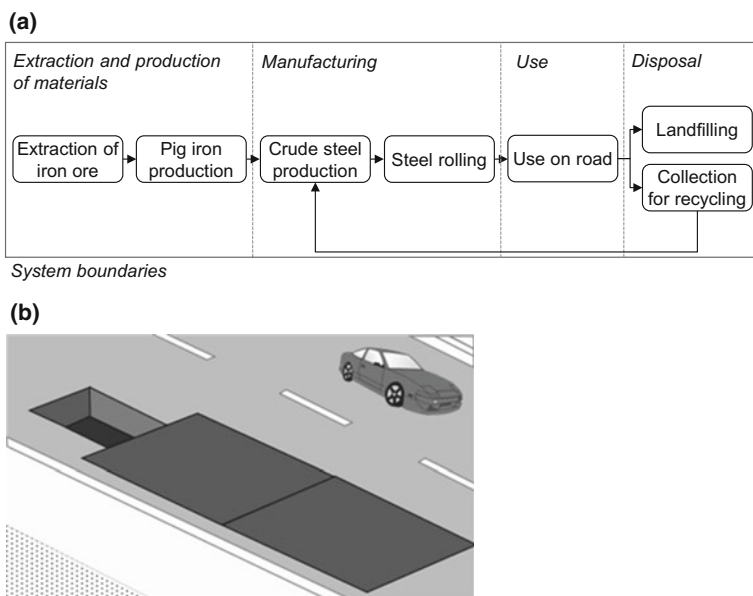 (a)
Extraction and production
of materials
Manufacturing
Use
Disposal
Extraction of
iron ore
Pig iron
production
Crude steel
production
Steel rolling
Use on road
Landfilling
Collection
for recycling
System boundaries
(b)